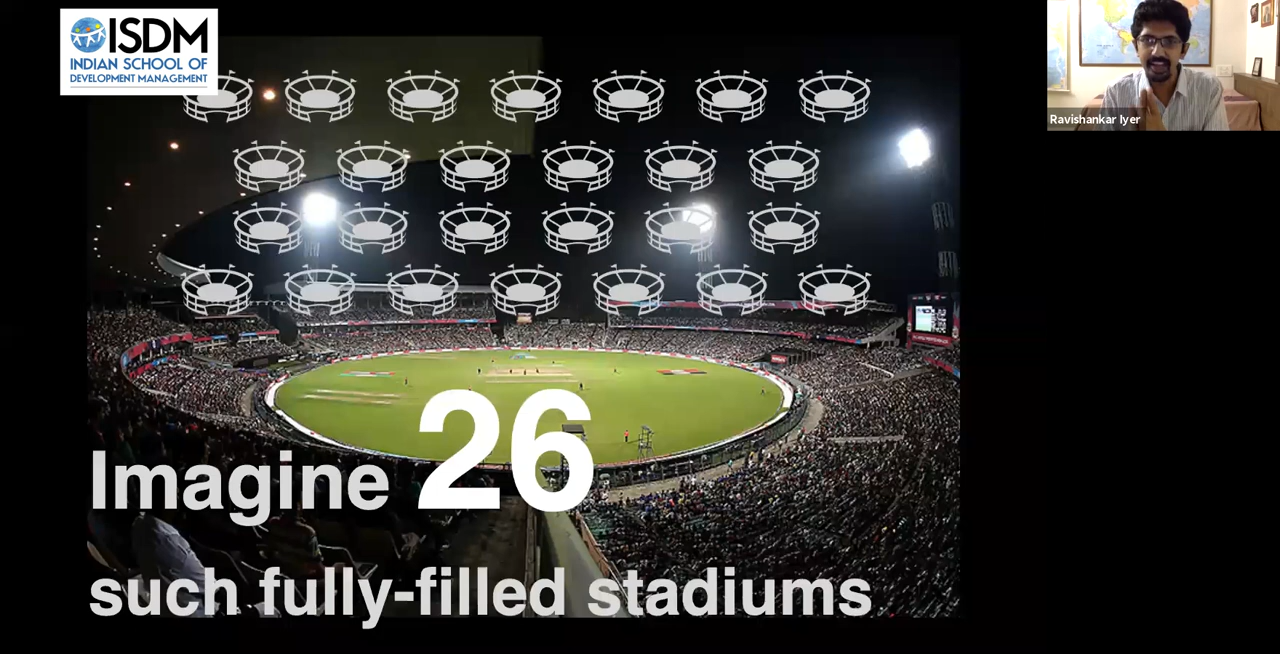 ISDM
INDIAN SCHOOL OF
DEVELOPMENT MANAGEMENT
Ravishankar Iyer
Imagine 26
such fully-filled stadiums